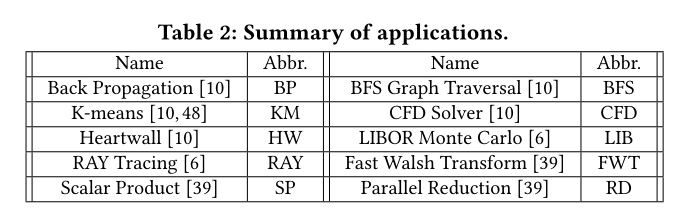 Table 2: Summary of applications.
Name Abbr. Name Abbr.
Back Propagation [10] BP BFS Graph Traversal [10] BFS
K-means [10, 48] KM CFD Solver [10] CFD
Heartwall [10] HW LIBOR Monte Carlo [6] LIB
RAY Tracing [6] RAY Fast Walsh Transform [39] FWT
Scalar Product [39] SP Parallel Reduction [39] RD